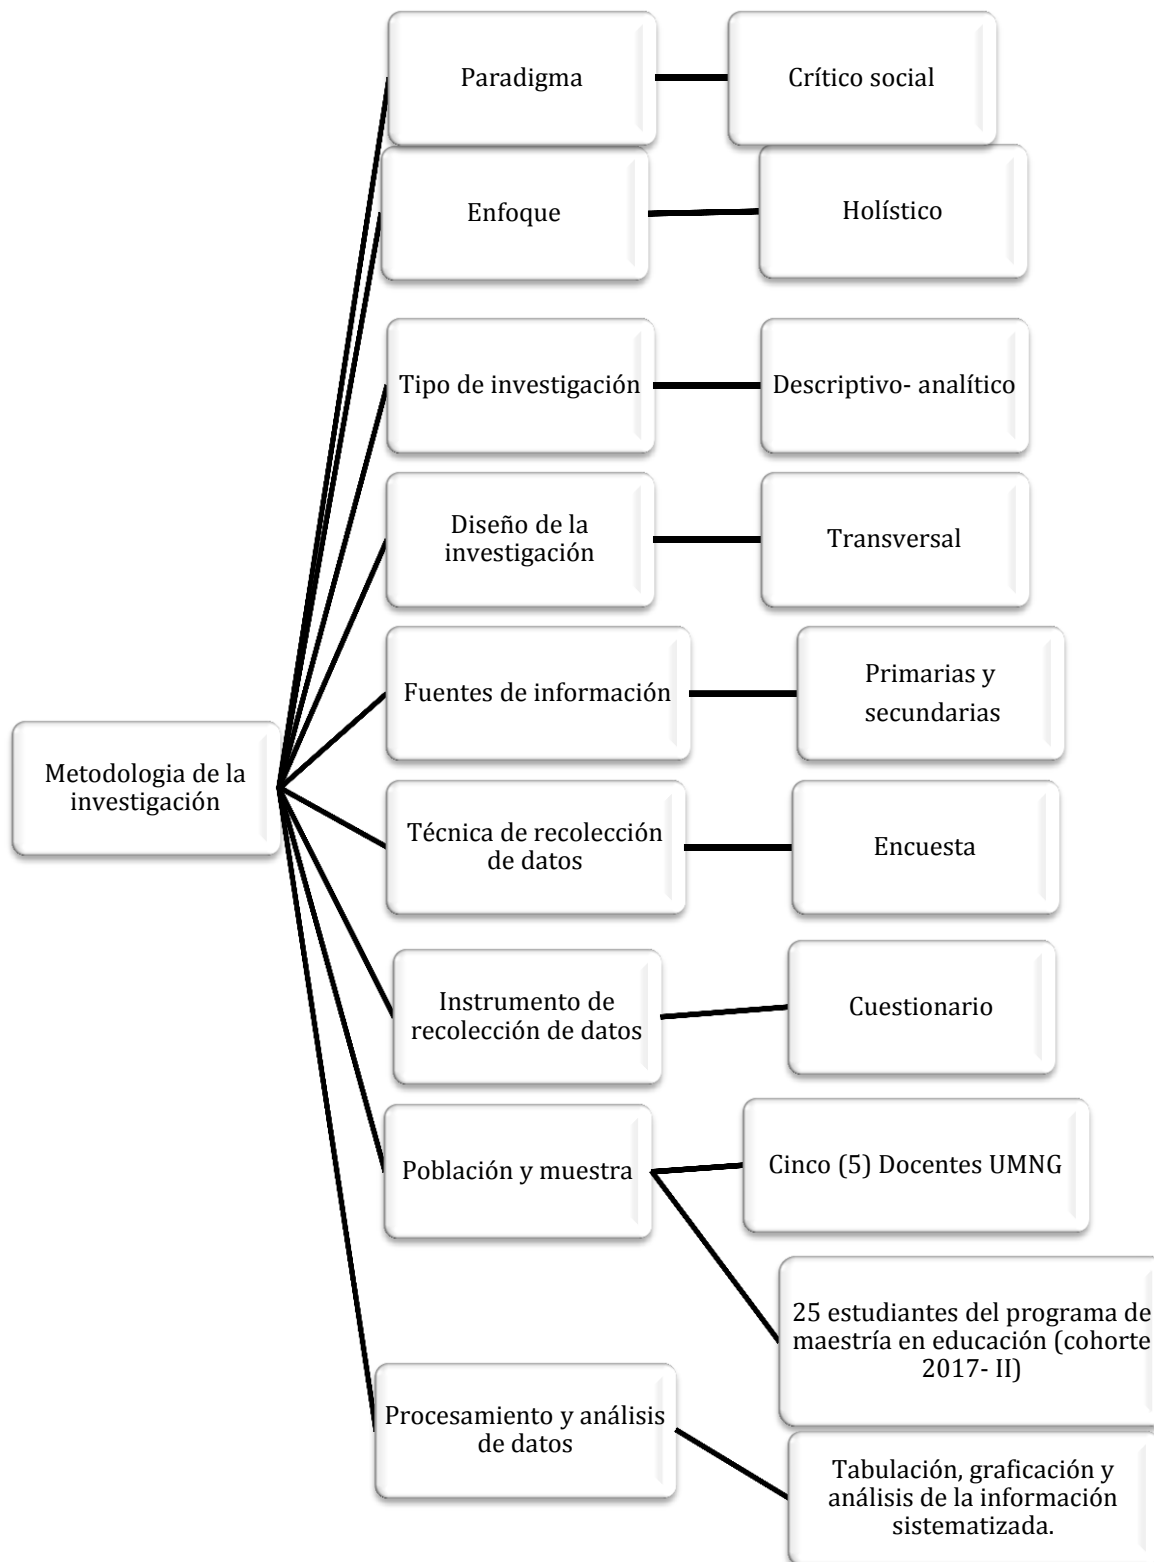 Paradigma
Crítico social
Enfoque
Holístico
Tipo de investigación
Descriptivo- analítico
Diseño de la
investigación
Transversal
Fuentes de información
Primarias y
secundarias
Metodologia de la
investigación
Técnica de recolección
de datos
Encuesta
Instrumento de
recolección de datos
Cuestionario
Población y muestra
Cinco (5) Docentes UMNG
25 estudiantes del programa de
maestría en educación (cohorte
2017- II)
Procesamiento y análisis
de datos
Tabulación, graficación y
análisis de la información
sistematizada.